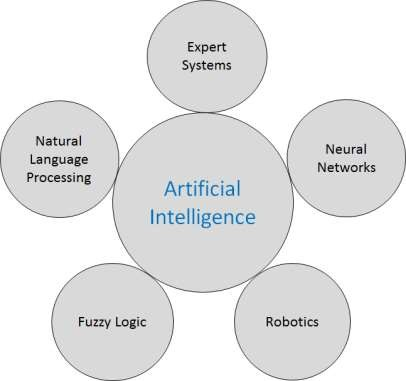 Expert
Systems
Natural
Language
Processing
Neural
Networks
Artificial
Intelligence
Fuzzy Logic
Robotics